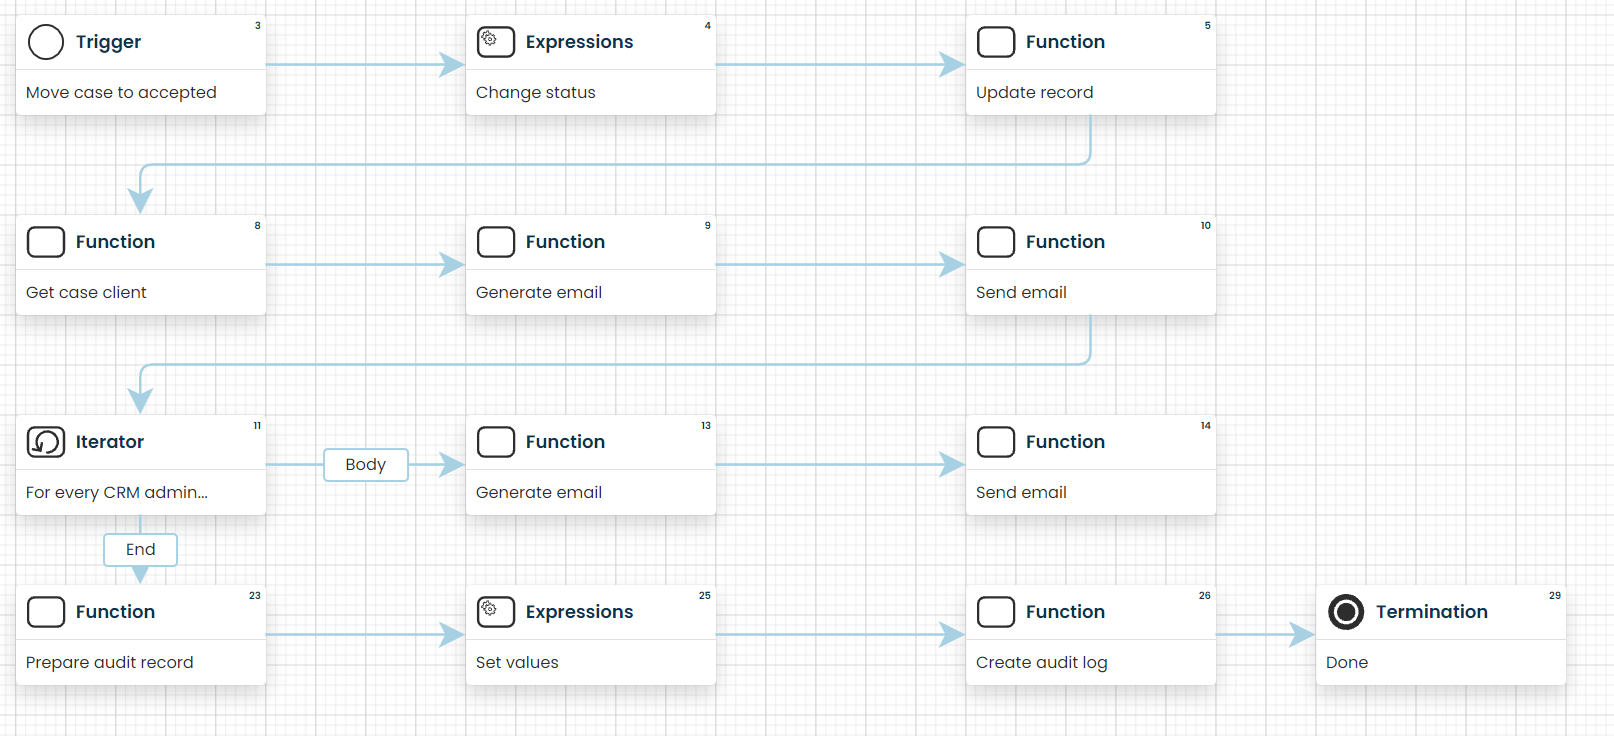 Trigger 3
Move case to accepted
Expressions 4
Change status
Function 5
Update record
Function 8
Get case client
Function 9
Generate email
Function 10
Send email
Iterator 11
For every CRM admin...
Body
Function 13
Generate email
Function 14
Send email
End
Function 23
Prepare audit record
Expressions 25
Set values
Function 26
Create audit log
Termination 29
Done